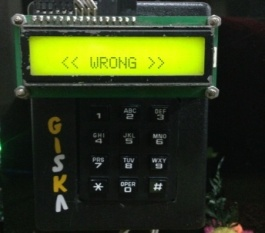 << WRONG >>
1 ABC 2 DEF 3
GHI 4 JKL 5 MNO 6
PRS 7 TUV 8 WXY 9
* OPER 0 #
GISKA